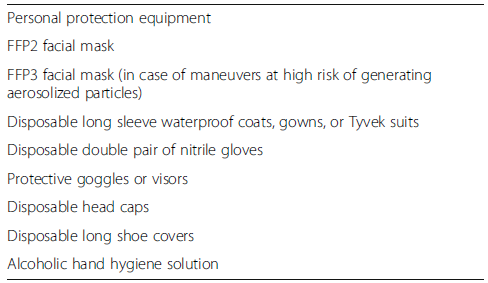 Personal protection equipment
FFP2 facial mask
FFP3 facial mask (in case of maneuvers at high risk of generating
aerosolized particles)
Disposable long sleeve waterproof coats, gowns, or Tyvek suits
Disposable double pair of nitrile gloves
Protective goggles or visors
Disposable head caps
Disposable long shoe covers
Alcoholic hand hygiene solution